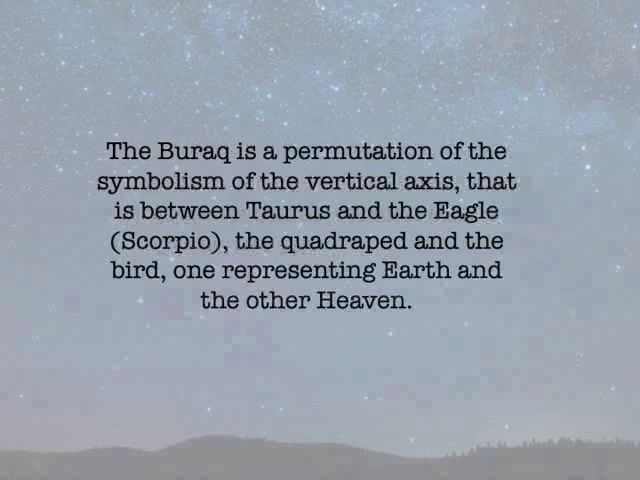 The Buraq is a permutation of the
symbolism of the vertical axis, that
is between Taurus and the Eagle
(Scorpio), the quadraped and the
bird, one representing Earth and
the other Heaven.